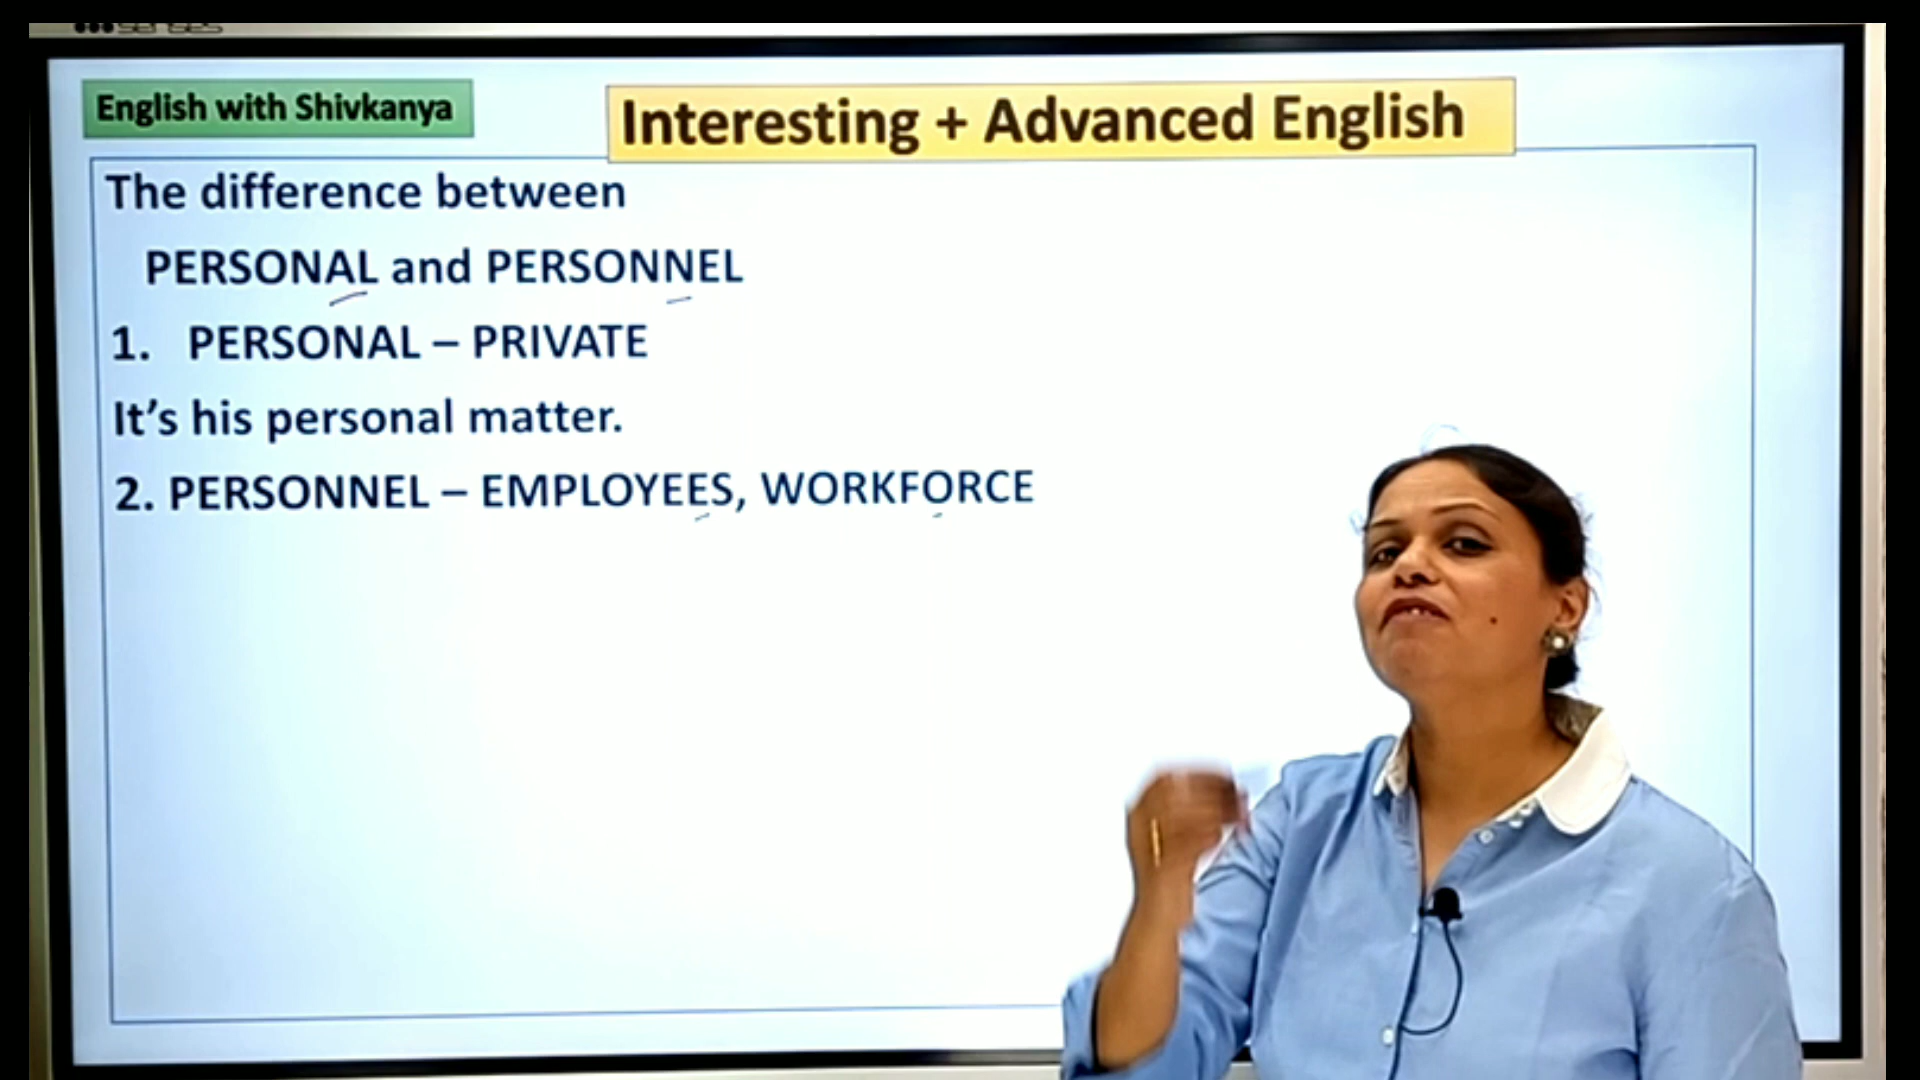 English with Shivkanya
Interesting + Advanced English
The difference between
PERSONAL and PERSONNEL
1. PERSONAL – PRIVATE
It's his personal matter.
2. PERSONNEL – EMPLOYEES, WORKFORCE